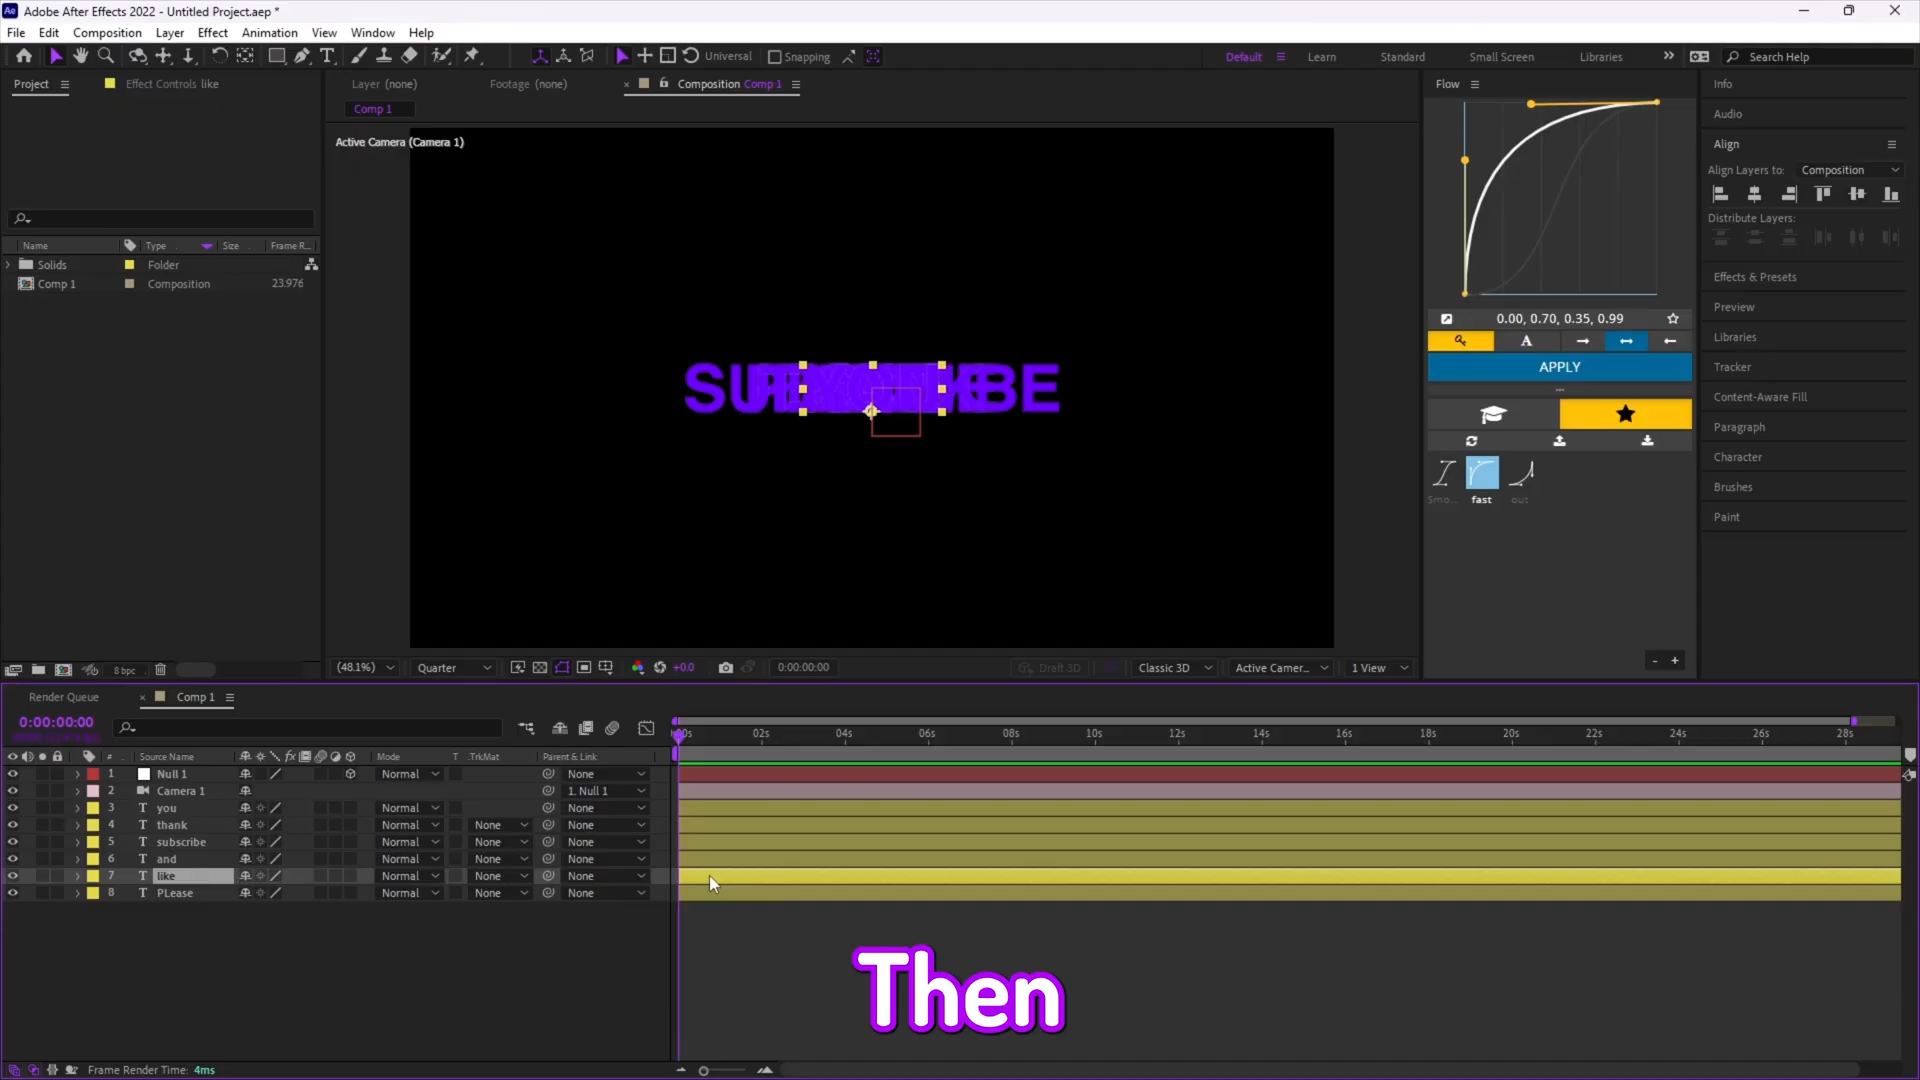 Adobe After Effects 2022 - Untitled Project.aep *
File Edit Composition Layer Effect Animation View Window Help
Universal Snapping Default Learn Standard Small Screen Libraries Search Help
Project Effect Controls like
Layer (none) Footage (none) Composition Comp 1
Comp 1
Active Camera (Camera 1)
Name Type Size Frame R...
Solids Folder
Comp 1 Composition 23.976
8 bpc
(48.1%) Quarter +0.0 0:00:00:00 Draft 3D Classic 3D Active Camer... 1 View
Flow
0.00, 0.70, 0.35, 0.99
A
APPLY
Smo... fast out
- +
Info
Audio
Align
Align Layers to: Composition
Distribute Layers:
Effects & Presets
Preview
Libraries
Tracker
Content-Aware Fill
Paragraph
Character
Brushes
Paint
Render Queue Comp 1
0:00:00:00
02s 04s 06s 08s 10s 12s 14s 16s 18s 20s 22s 24s 26s 28s
# Source Name fx Mode T .TrkMat Parent & Link
1 Null 1 Normal None
2 Camera 1 1. Null 1
3 T you Normal None
4 T thank Normal None None
5 T subscribe Normal None None
6 T and Normal None None
7 T like Normal None None
8 T PLease Normal None None
Then
Frame Render Time: 4ms